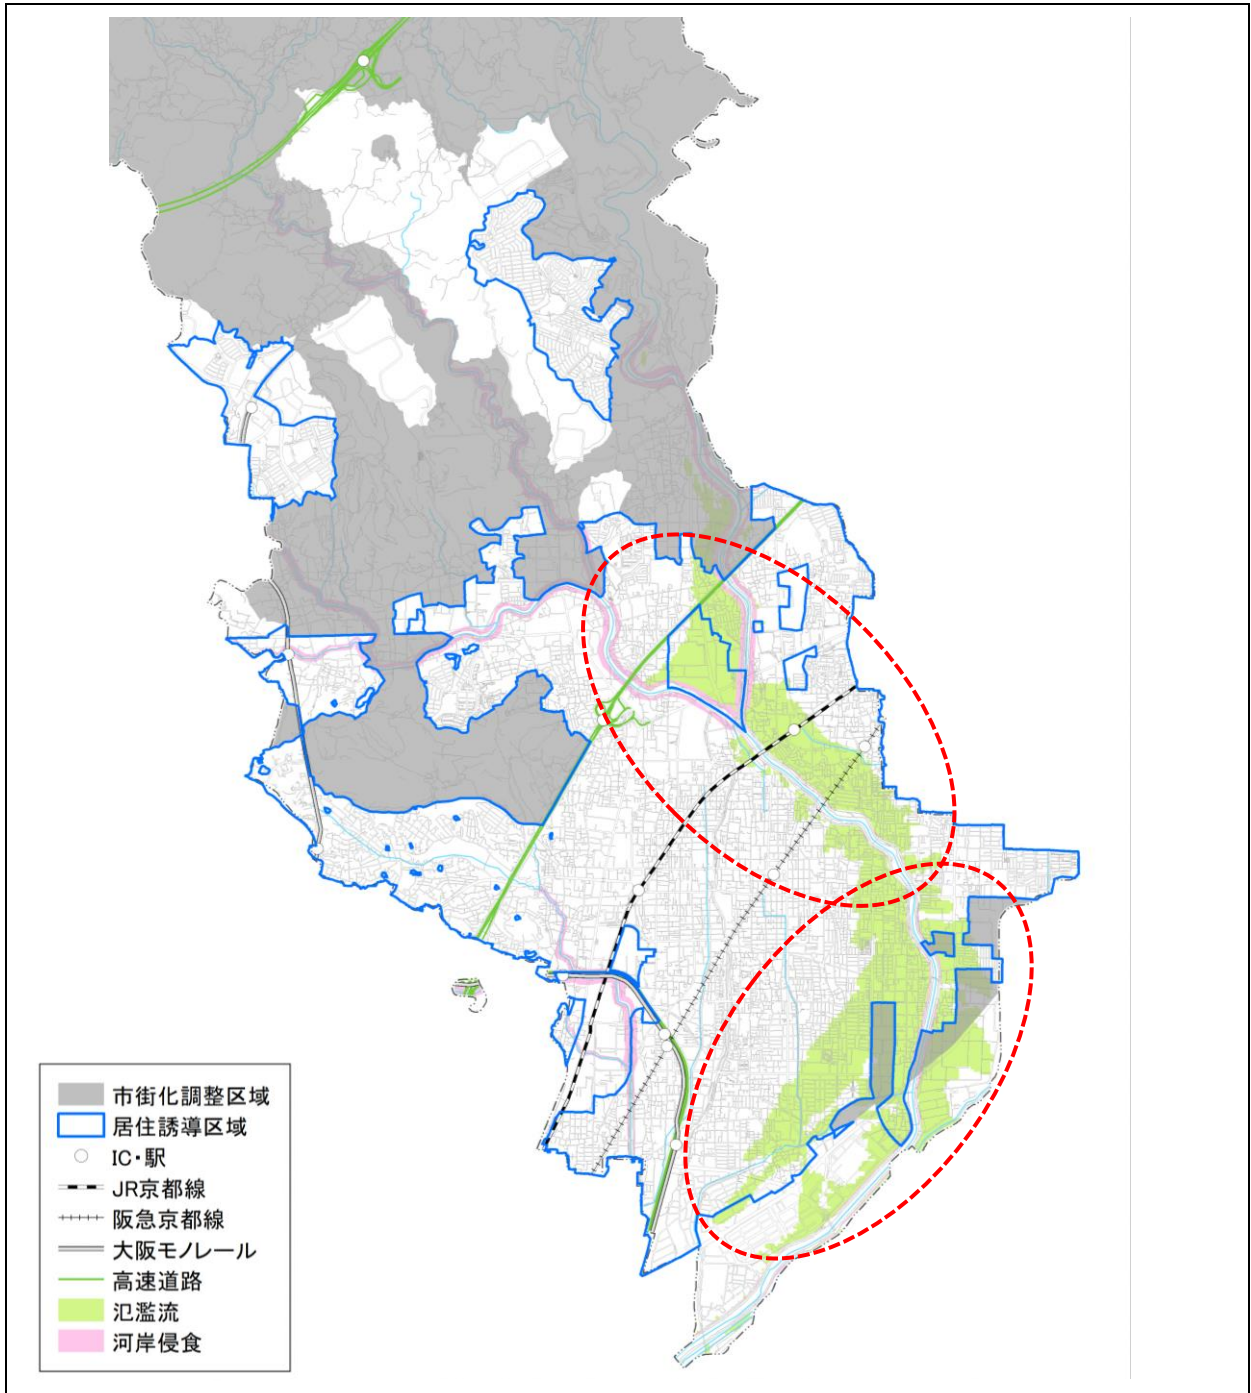 市街化調整区域
居住誘導区域
IC・駅
JR京都線
阪急京都線
大阪モノレール
高速道路
氾濫流
河岸侵食